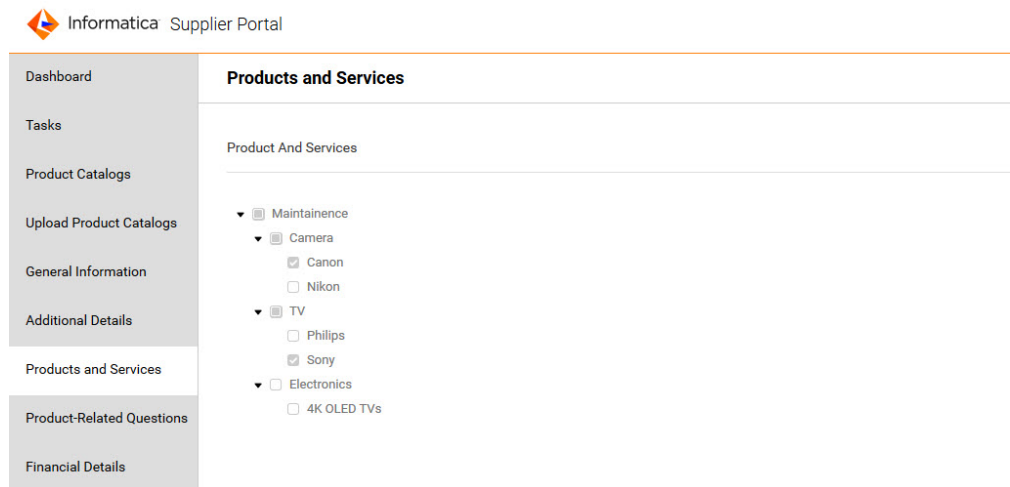 Informatica Supplier Portal
Dashboard
Products and Services
Tasks
Product And Services
Product Catalogs
Upload Product Catalogs
General Information
Additional Details
Products and Services
Product-Related Questions
Financial Details
Maintainence
Camera
Canon
Nikon
TV
Philips
Sony
Electronics
4K OLED TVs